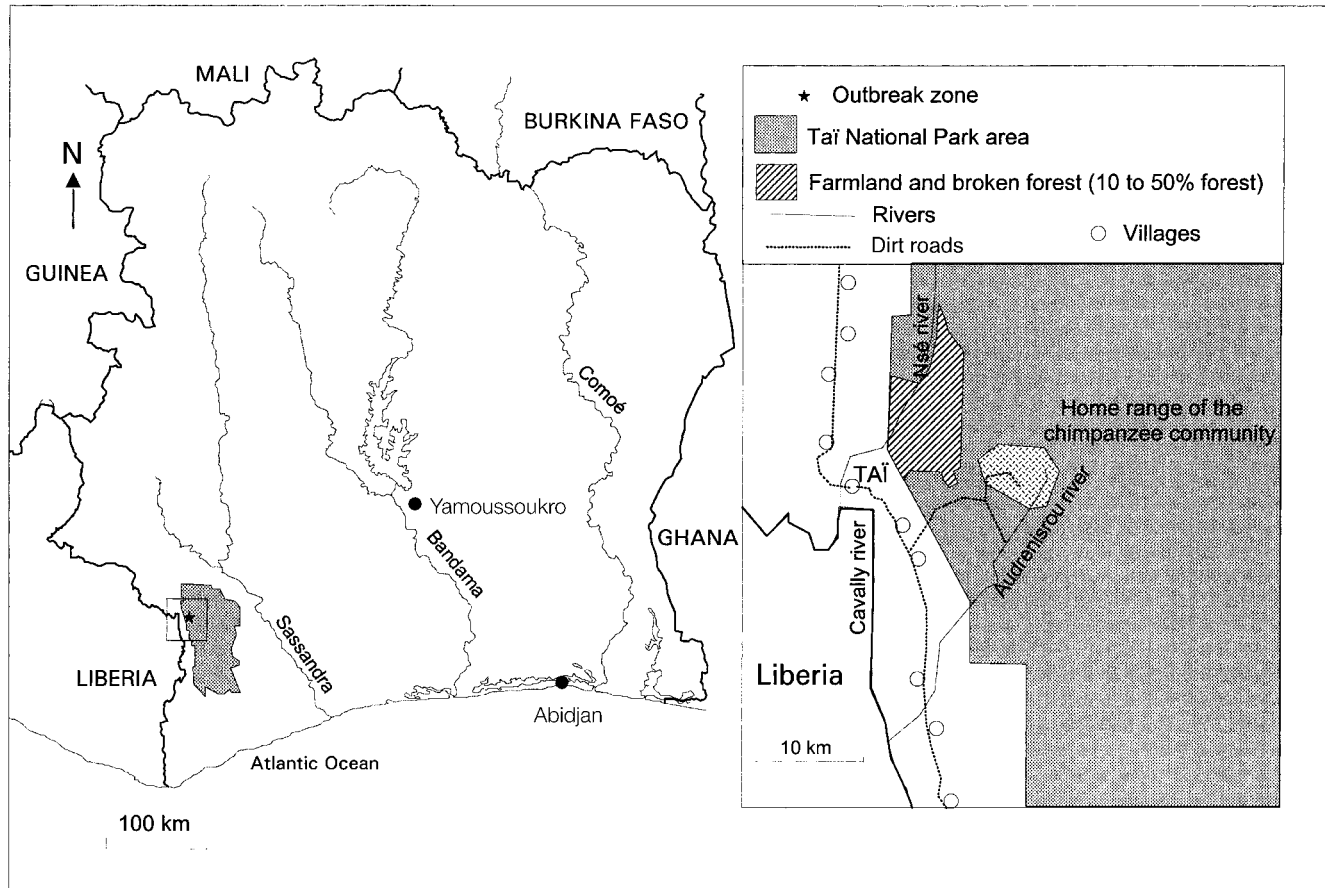 MALI
BURKINA FASO
N
GUINEA
Comoé
Yamoussoukro
GHANA
Bandama
Sassandra
LIBERIA
Abidjan
Atlantic Ocean
100 km
Outbreak zone
Taï National Park area
Farmland and broken forest (10 to 50% forest)
Rivers
Dirt roads
Villages
Nsé river
Home range of the
chimpanzee community
TAÏ
Audrenisrou river
Cavally river
Liberia
10 km